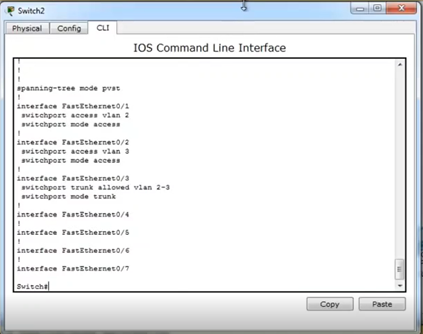 Switch2
Physical Config CLI
IOS Command Line Interface
!
!
!
spanning-tree mode pvst
!
interface FastEthernet0/1
 switchport access vlan 2
 switchport mode access
!
interface FastEthernet0/2
 switchport access vlan 3
 switchport mode access
!
interface FastEthernet0/3
 switchport trunk allowed vlan 2-3
 switchport mode trunk
!
interface FastEthernet0/4
!
interface FastEthernet0/5
!
interface FastEthernet0/6
!
interface FastEthernet0/7
Switch#
Copy Paste